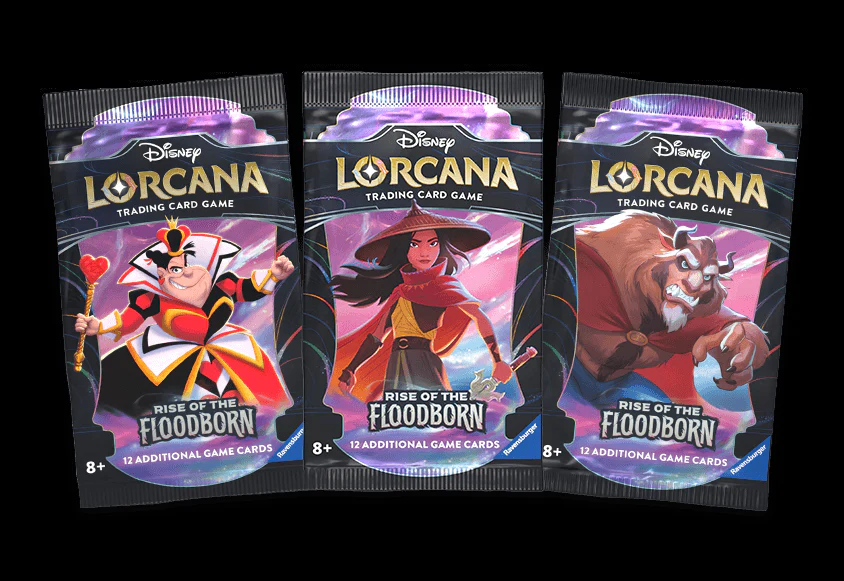 Disney
LORCANA
TRADING CARD GAME
RISE OF THE
FLOODBORN
8+
12 ADDITIONAL GAME CARDS
Ravensburger
Disney
LORCANA
TRADING CARD GAME
RISE OF THE
FLOODBORN
8+
12 ADDITIONAL GAME CARDS
Ravensburger
Disney
LORCANA
TRADING CARD GAME
RISE OF THE
FLOODBORN
8+
12 ADDITIONAL GAME CARDS
Ravensburger